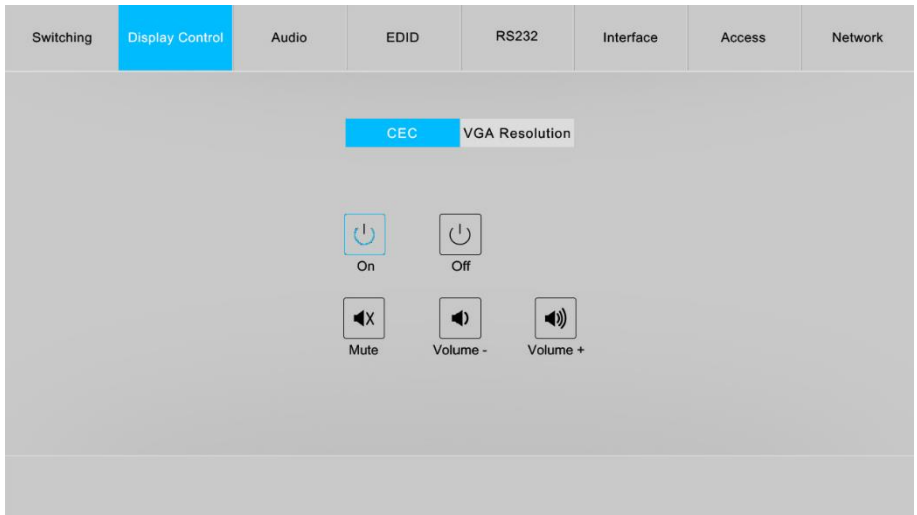 Switching Display Control Audio EDID RS232 Interface Access Network
CEC VGA Resolution
On Off
Mute Volume - Volume +